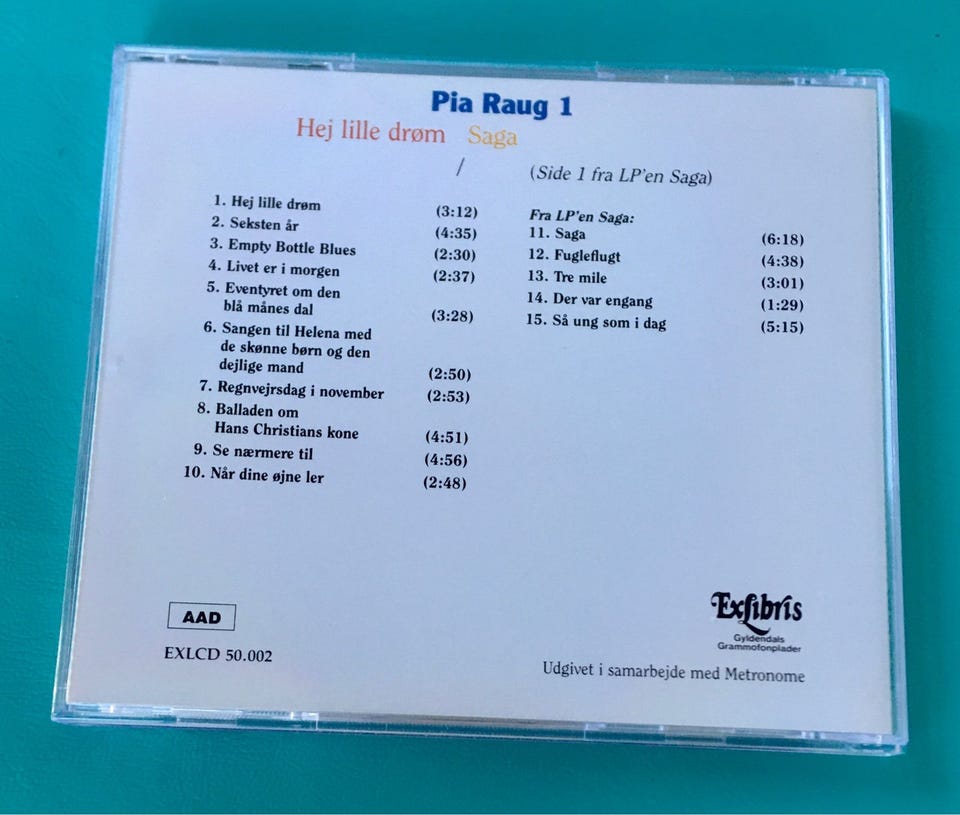 Pia Raug 1
Hej lille drøm / Saga
(Side 1 fra LP'en Saga)
1. Hej lille drøm (3:12)
2. Seksten år (4:35)
3. Empty Bottle Blues (2:30)
4. Livet er i morgen (2:37)
5. Eventyret om den
blå månes dal (3:28)
6. Sangen til Helena med
de skønne børn og den
dejlige mand (2:50)
7. Regnvejrsdag i november (2:53)
8. Balladen om
Hans Christians kone (4:51)
9. Se nærmere til (4:56)
10. Når dine øjne ler (2:48)
Fra LP'en Saga:
11. Saga (6:18)
12. Fugleflugt (4:38)
13. Tre mile (3:01)
14. Der var engang (1:29)
15. Så ung som i dag (5:15)
AAD
EXLCD 50.002
Exlibris
Gyldendals
Grammofonplader
Udgivet i samarbejde med Metronome